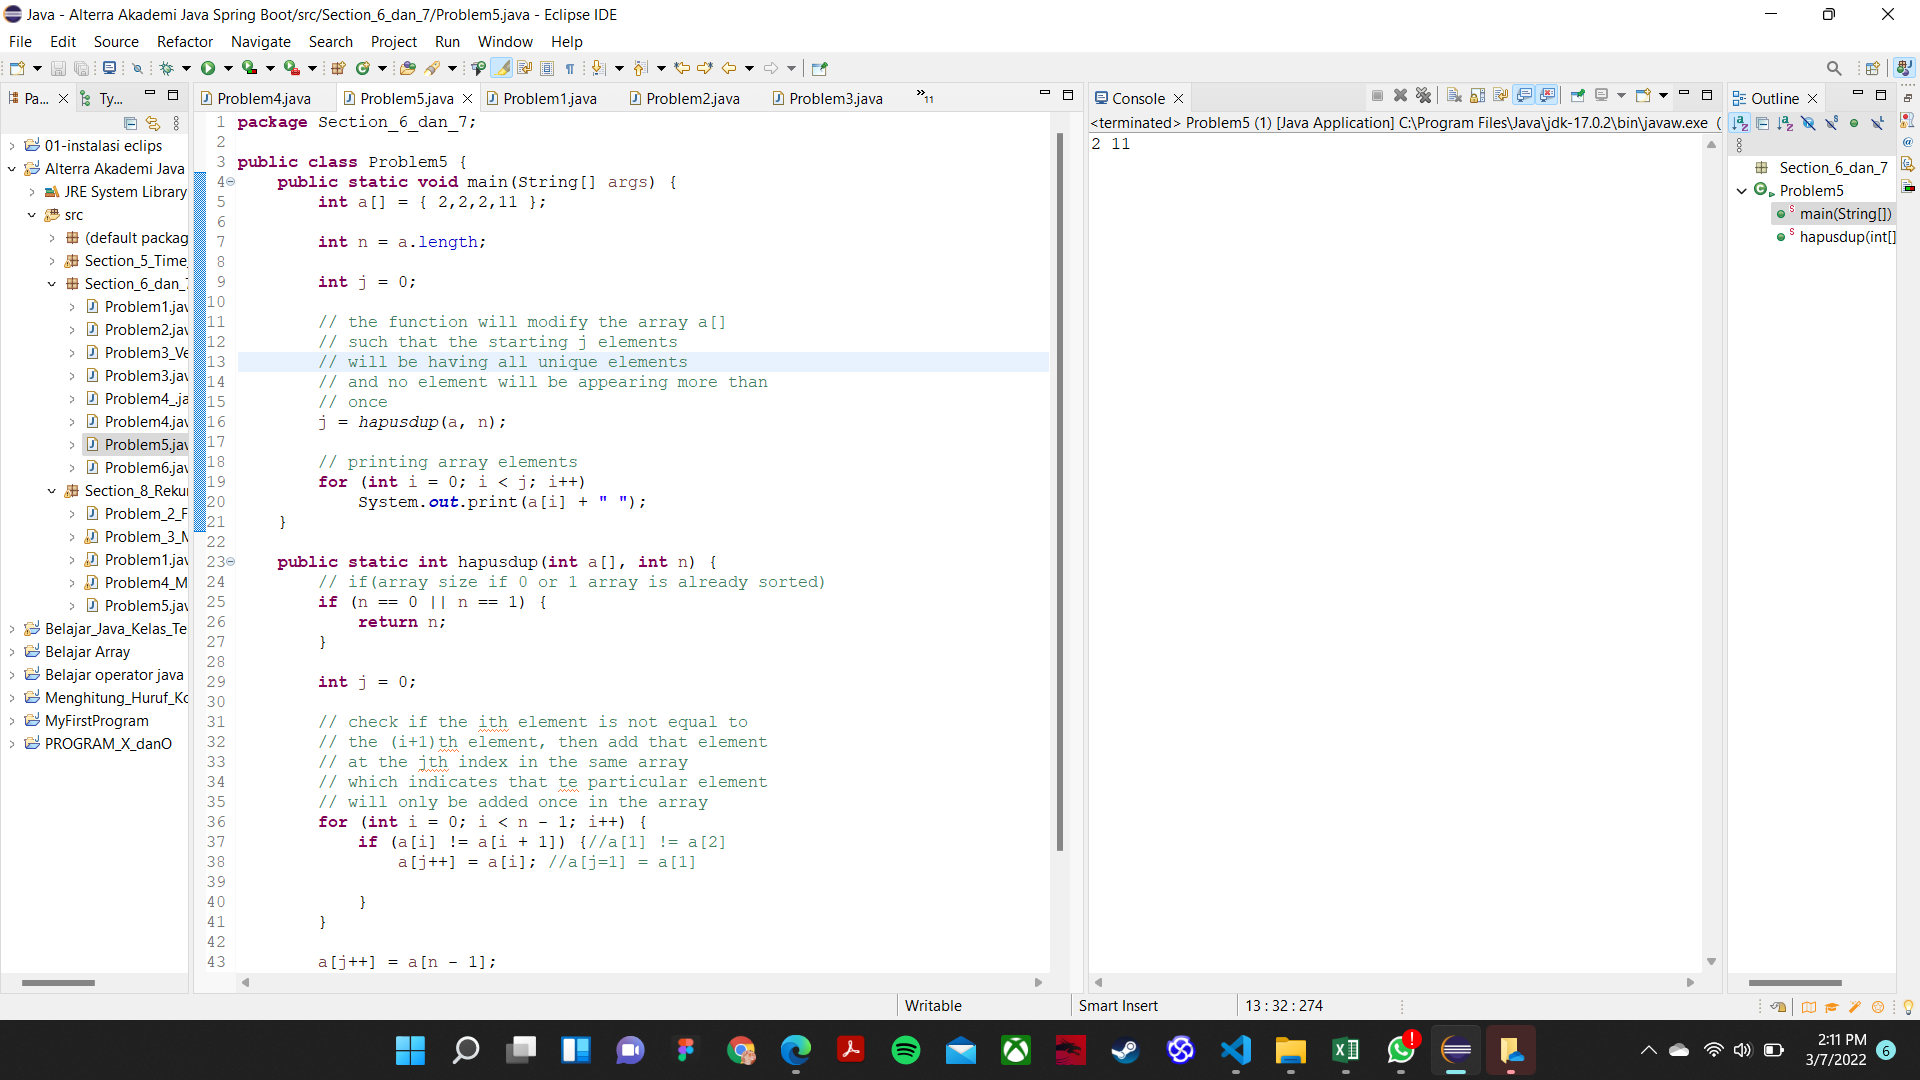 Java - Alterra Akademi Java Spring Boot/src/Section_6_dan_7/Problem5.java - Eclipse IDE
File Edit Source Refactor Navigate Search Project Run Window Help
Pa... Ty...
01-instalasi eclips
Alterra Akademi Java
JRE System Library
src
(default packag
Section_5_Time_
Section_6_dan_7
Problem1.jav
Problem2.jav
Problem3_Ve
Problem3.jav
Problem4_.ja
Problem4.jav
Problem5.jav
Problem6.jav
Section_8_Rekur
Problem_2_F
Problem_3_M
Problem1.jav
Problem4_M
Problem5.jav
Belajar_Java_Kelas_Te
Belajar Array
Belajar operator java
Menghitung_Huruf_Ko
MyFirstProgram
PROGRAM_X_danO
Problem4.java Problem5.java Problem1.java Problem2.java Problem3.java »11
1 package Section_6_dan_7;
2
3 public class Problem5 {
4 public static void main(String[] args) {
5 int a[] = { 2,2,2,11 };
6
7 int n = a.length;
8
9 int j = 0;
10
11 // the function will modify the array a[]
12 // such that the starting j elements
13 // will be having all unique elements
14 // and no element will be appearing more than
15 // once
16 j = hapusdup(a, n);
17
18 // printing array elements
19 for (int i = 0; i < j; i++)
20 System.out.print(a[i] + " ");
21 }
22
23 public static int hapusdup(int a[], int n) {
24 // if(array size if 0 or 1 array is already sorted)
25 if (n == 0 || n == 1) {
26 return n;
27 }
28
29 int j = 0;
30
31 // check if the ith element is not equal to
32 // the (i+1)th element, then add that element
33 // at the jth index in the same array
34 // which indicates that te particular element
35 // will only be added once in the array
36 for (int i = 0; i < n - 1; i++) {
37 if (a[i] != a[i + 1]) {//a[1] != a[2]
38 a[j++] = a[i]; //a[j=1] = a[1]
39
40 }
41 }
42
43 a[j++] = a[n - 1];
Console
<terminated> Problem5 (1) [Java Application] C:\Program Files\Java\jdk-17.0.2\bin\javaw.exe (
2 11
Outline
Section_6_dan_7
Problem5
main(String[])
hapusdup(int[]
Writable Smart Insert 13 : 32 : 274
2:11 PM
3/7/2022
6